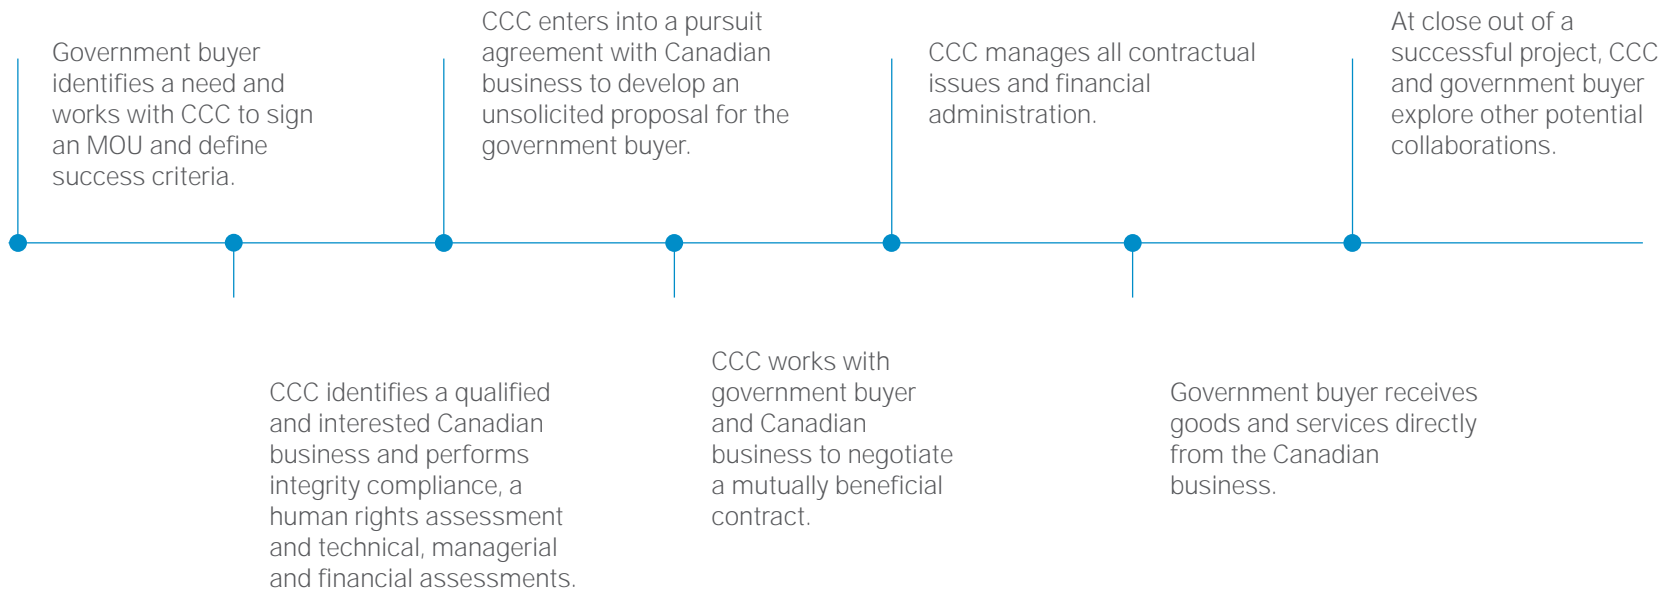 Government buyer
identifies a need and
works with CCC to sign
an MOU and define
success criteria.
CCC identifies a qualified
and interested Canadian
business and performs
integrity compliance, a
human rights assessment
and technical, managerial
and financial assessments.
CCC enters into a pursuit
agreement with Canadian
business to develop an
unsolicited proposal for the
government buyer.
CCC works with
government buyer
and Canadian
business to negotiate
a mutually beneficial
contract.
CCC manages all contractual
issues and financial
administration.
Government buyer receives
goods and services directly
from the Canadian
business.
At close out of a
successful project, CCC
and government buyer
explore other potential
collaborations.